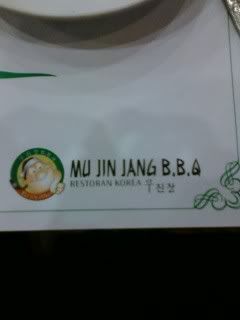 MU JIN JANG B.B.Q
RESTORAN KOREA 무진장